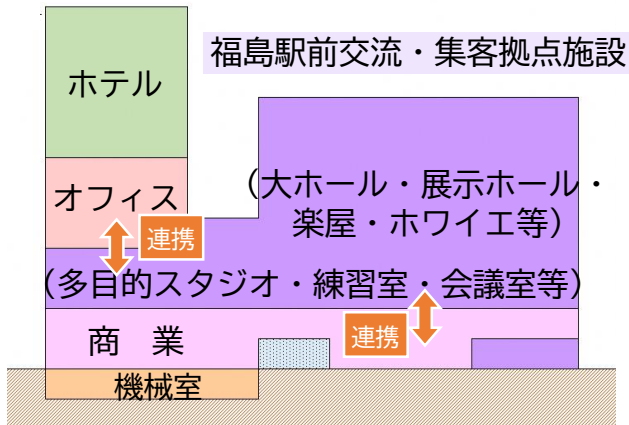 福島駅前交流・集客拠点施設
ホテル
オフィス
連携
（大ホール・展示ホール・
楽屋・ホワイエ等）
（多目的スタジオ・練習室・会議室等）
商　業
連携
機械室